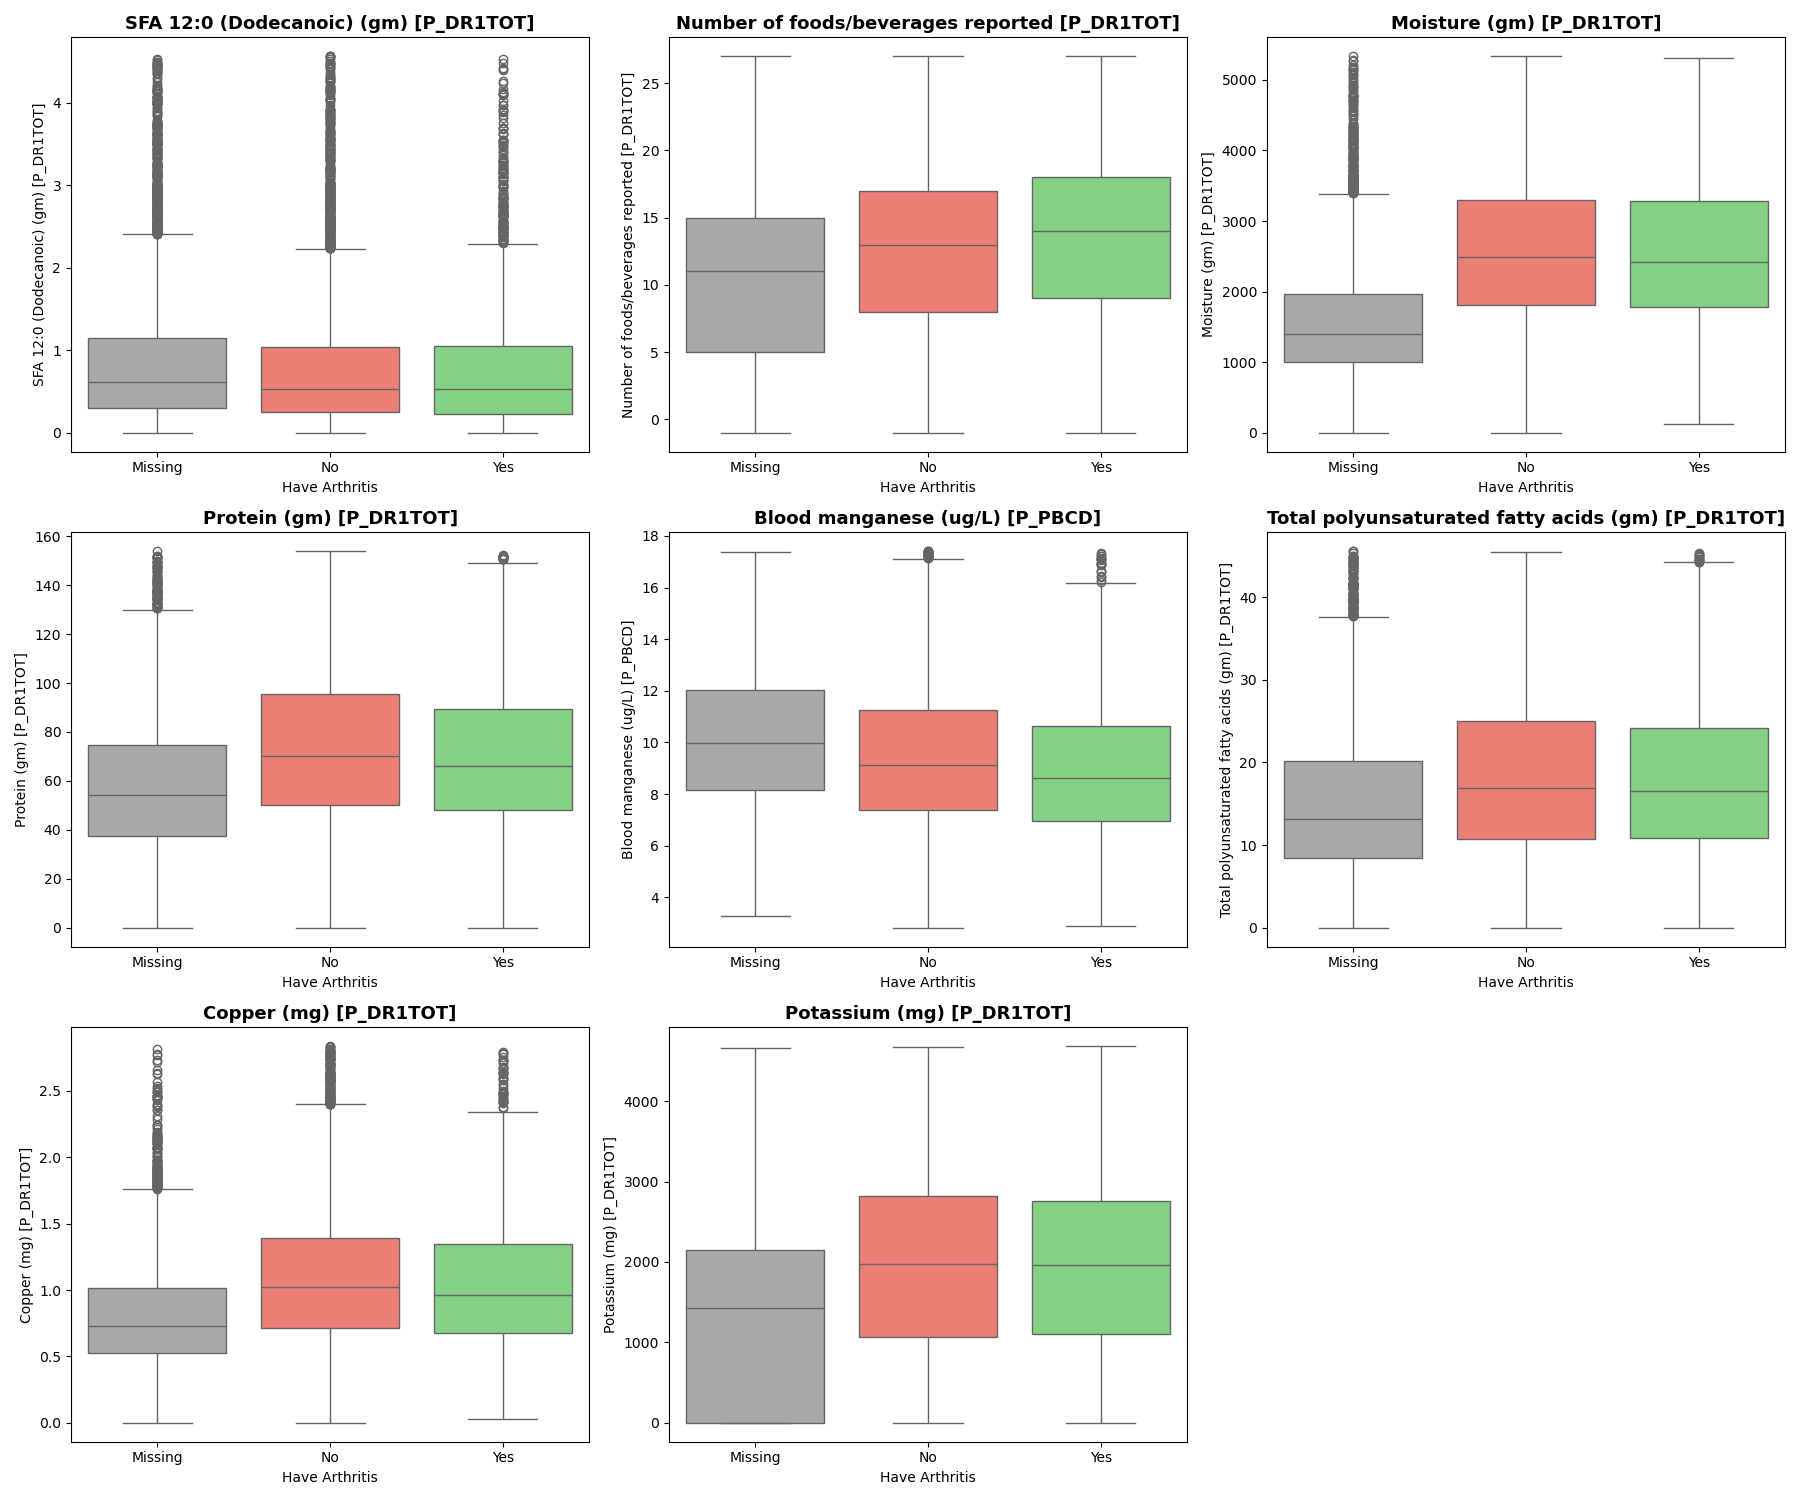 SFA 12:0 (Dodecanoic) (gm) [P_DR1TOT]
SFA 12:0 (Dodecanoic) (gm) [P_DR1TOT]
4
3
2
1
0
Missing No Yes
Have Arthritis
Number of foods/beverages reported [P_DR1TOT]
Number of foods/beverages reported [P_DR1TOT]
25
20
15
10
5
0
Missing No Yes
Have Arthritis
Moisture (gm) [P_DR1TOT]
Moisture (gm) [P_DR1TOT]
5000
4000
3000
2000
1000
0
Missing No Yes
Have Arthritis
Protein (gm) [P_DR1TOT]
Protein (gm) [P_DR1TOT]
160
140
120
100
80
60
40
20
0
Missing No Yes
Have Arthritis
Blood manganese (ug/L) [P_PBCD]
Blood manganese (ug/L) [P_PBCD]
18
16
14
12
10
8
6
4
Missing No Yes
Have Arthritis
Total polyunsaturated fatty acids (gm) [P_DR1TOT]
Total polyunsaturated fatty acids (gm) [P_DR1TOT]
40
30
20
10
0
Missing No Yes
Have Arthritis
Copper (mg) [P_DR1TOT]
Copper (mg) [P_DR1TOT]
2.5
2.0
1.5
1.0
0.5
0.0
Missing No Yes
Have Arthritis
Potassium (mg) [P_DR1TOT]
Potassium (mg) [P_DR1TOT]
4000
3000
2000
1000
0
Missing No Yes
Have Arthritis